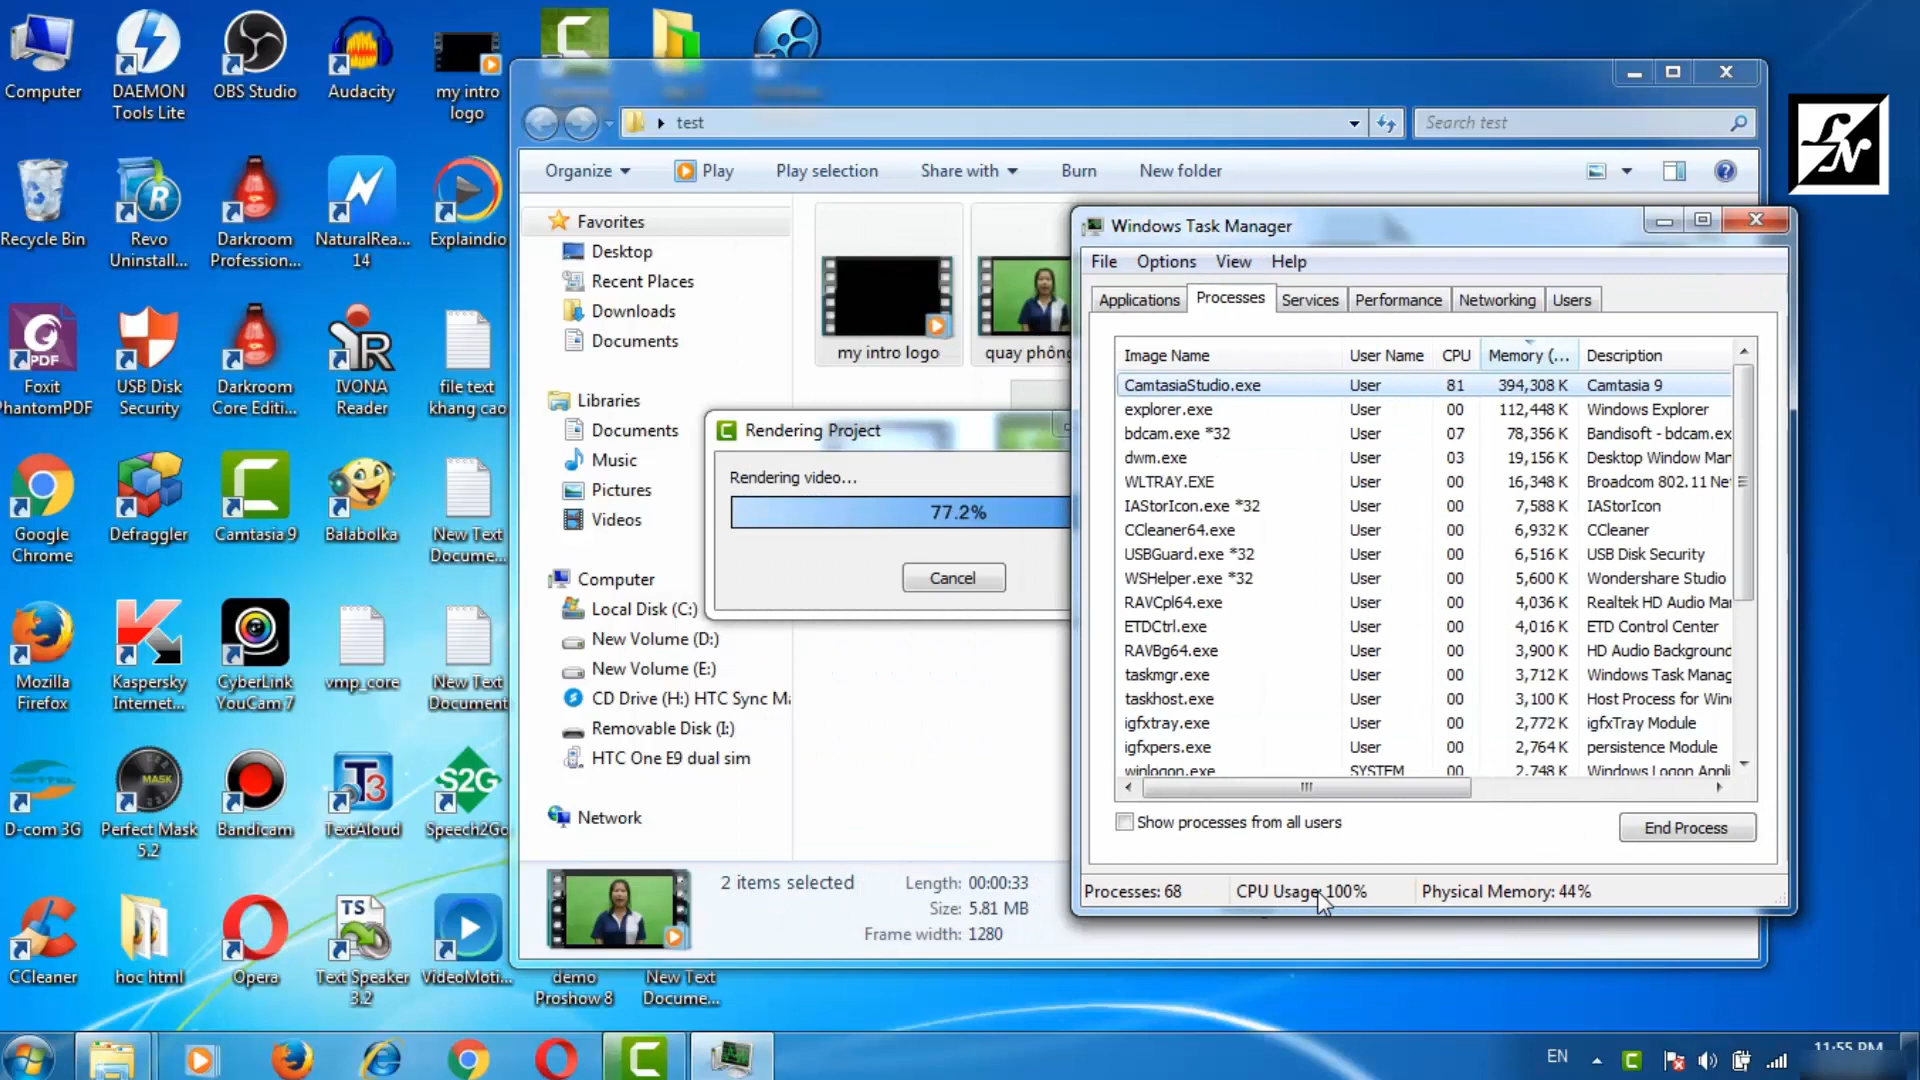 Computer
DAEMON
Tools Lite
OBS Studio
Audacity
my intro
logo
Recycle Bin
Revo
Uninstall...
Darkroom
Profession...
NaturalRea...
14
Explaindio
Foxit
PhantomPDF
USB Disk
Security
Darkroom
Core Editi...
IVONA
Reader
file text
khang cao
Google
Chrome
Defraggler
Camtasia 9
Balabolka
New Text
Docume...
Mozilla
Firefox
Kaspersky
Internet...
CyberLink
YouCam 7
vmp_core
New Text
Document
D-com 3G
Perfect Mask
5.2
Bandicam
TextAloud
Speech2Go
CCleaner
hoc html
Opera
Text Speaker
3.2
VideoMoti...
demo
Proshow 8
New Text
Docume...
test
Search test
Organize
Play
Play selection
Share with
Burn
New folder
Favorites
Desktop
Recent Places
Downloads
Documents
Libraries
Documents
Music
Pictures
Videos
Computer
Local Disk (C:)
New Volume (D:)
New Volume (E:)
CD Drive (H:) HTC Sync Ma
Removable Disk (I:)
HTC One E9 dual sim
Network
my intro logo
quay phông
2 items selected
Length: 00:00:33
Size: 5.81 MB
Frame width: 1280
Rendering Project
Rendering video...
77.2%
Cancel
Windows Task Manager
File Options View Help
Applications Processes Services Performance Networking Users
Image Name User Name CPU Memory (... Description
CamtasiaStudio.exe User 81 394,308 K Camtasia 9
explorer.exe User 00 112,448 K Windows Explorer
bdcam.exe *32 User 07 78,356 K Bandisoft - bdcam.ex
dwm.exe User 03 19,156 K Desktop Window Man
WLTRAY.EXE User 00 16,348 K Broadcom 802.11 Ne
IAStorIcon.exe *32 User 00 7,588 K IAStorIcon
CCleaner64.exe User 00 6,932 K CCleaner
USBGuard.exe *32 User 00 6,516 K USB Disk Security
WSHelper.exe *32 User 00 5,600 K Wondershare Studio
RAVCpl64.exe User 00 4,036 K Realtek HD Audio Ma
ETDCtrl.exe User 00 4,016 K ETD Control Center
RAVBg64.exe User 00 3,900 K HD Audio Background
taskmgr.exe User 00 3,712 K Windows Task Manag
taskhost.exe User 00 3,100 K Host Process for Win
igfxtray.exe User 00 2,772 K igfxTray Module
igfxpers.exe User 00 2,764 K persistence Module
winlogon.exe SYSTEM 00 2,748 K Windows Logon Appli
Show processes from all users
End Process
Processes: 68
CPU Usage: 100%
Physical Memory: 44%
EN
11:55 PM